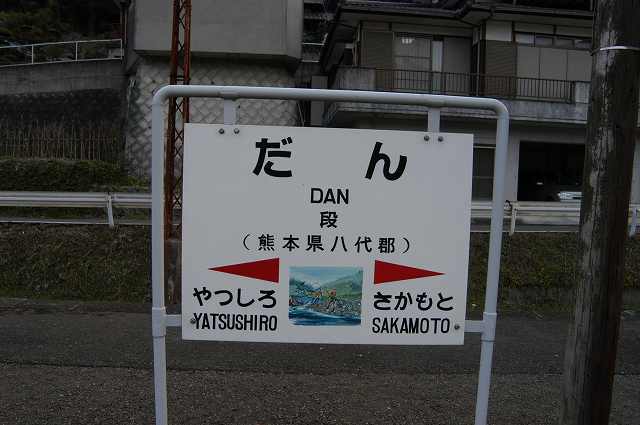 だん
DAN
段
（熊本県八代郡）
やつしろ
YATSUSHIRO
さかもと
SAKAMOTO